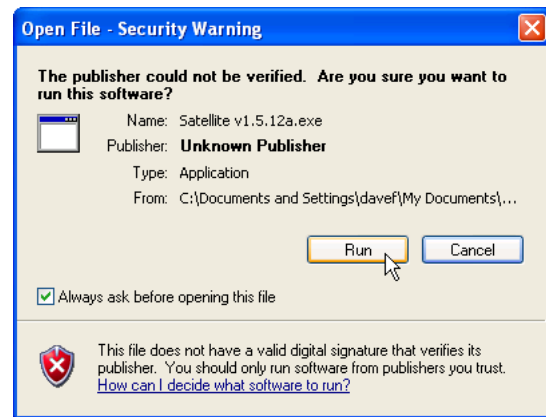 Open File - Security Warning
The publisher could not be verified.  Are you sure you want to
run this software?
Name: Satellite v1.5.12a.exe
Publisher: Unknown Publisher
Type: Application
From: C:\Documents and Settings\davef\My Documents\...
Run Cancel
Always ask before opening this file
This file does not have a valid digital signature that verifies its
publisher.  You should only run software from publishers you trust.
How can I decide what software to run?